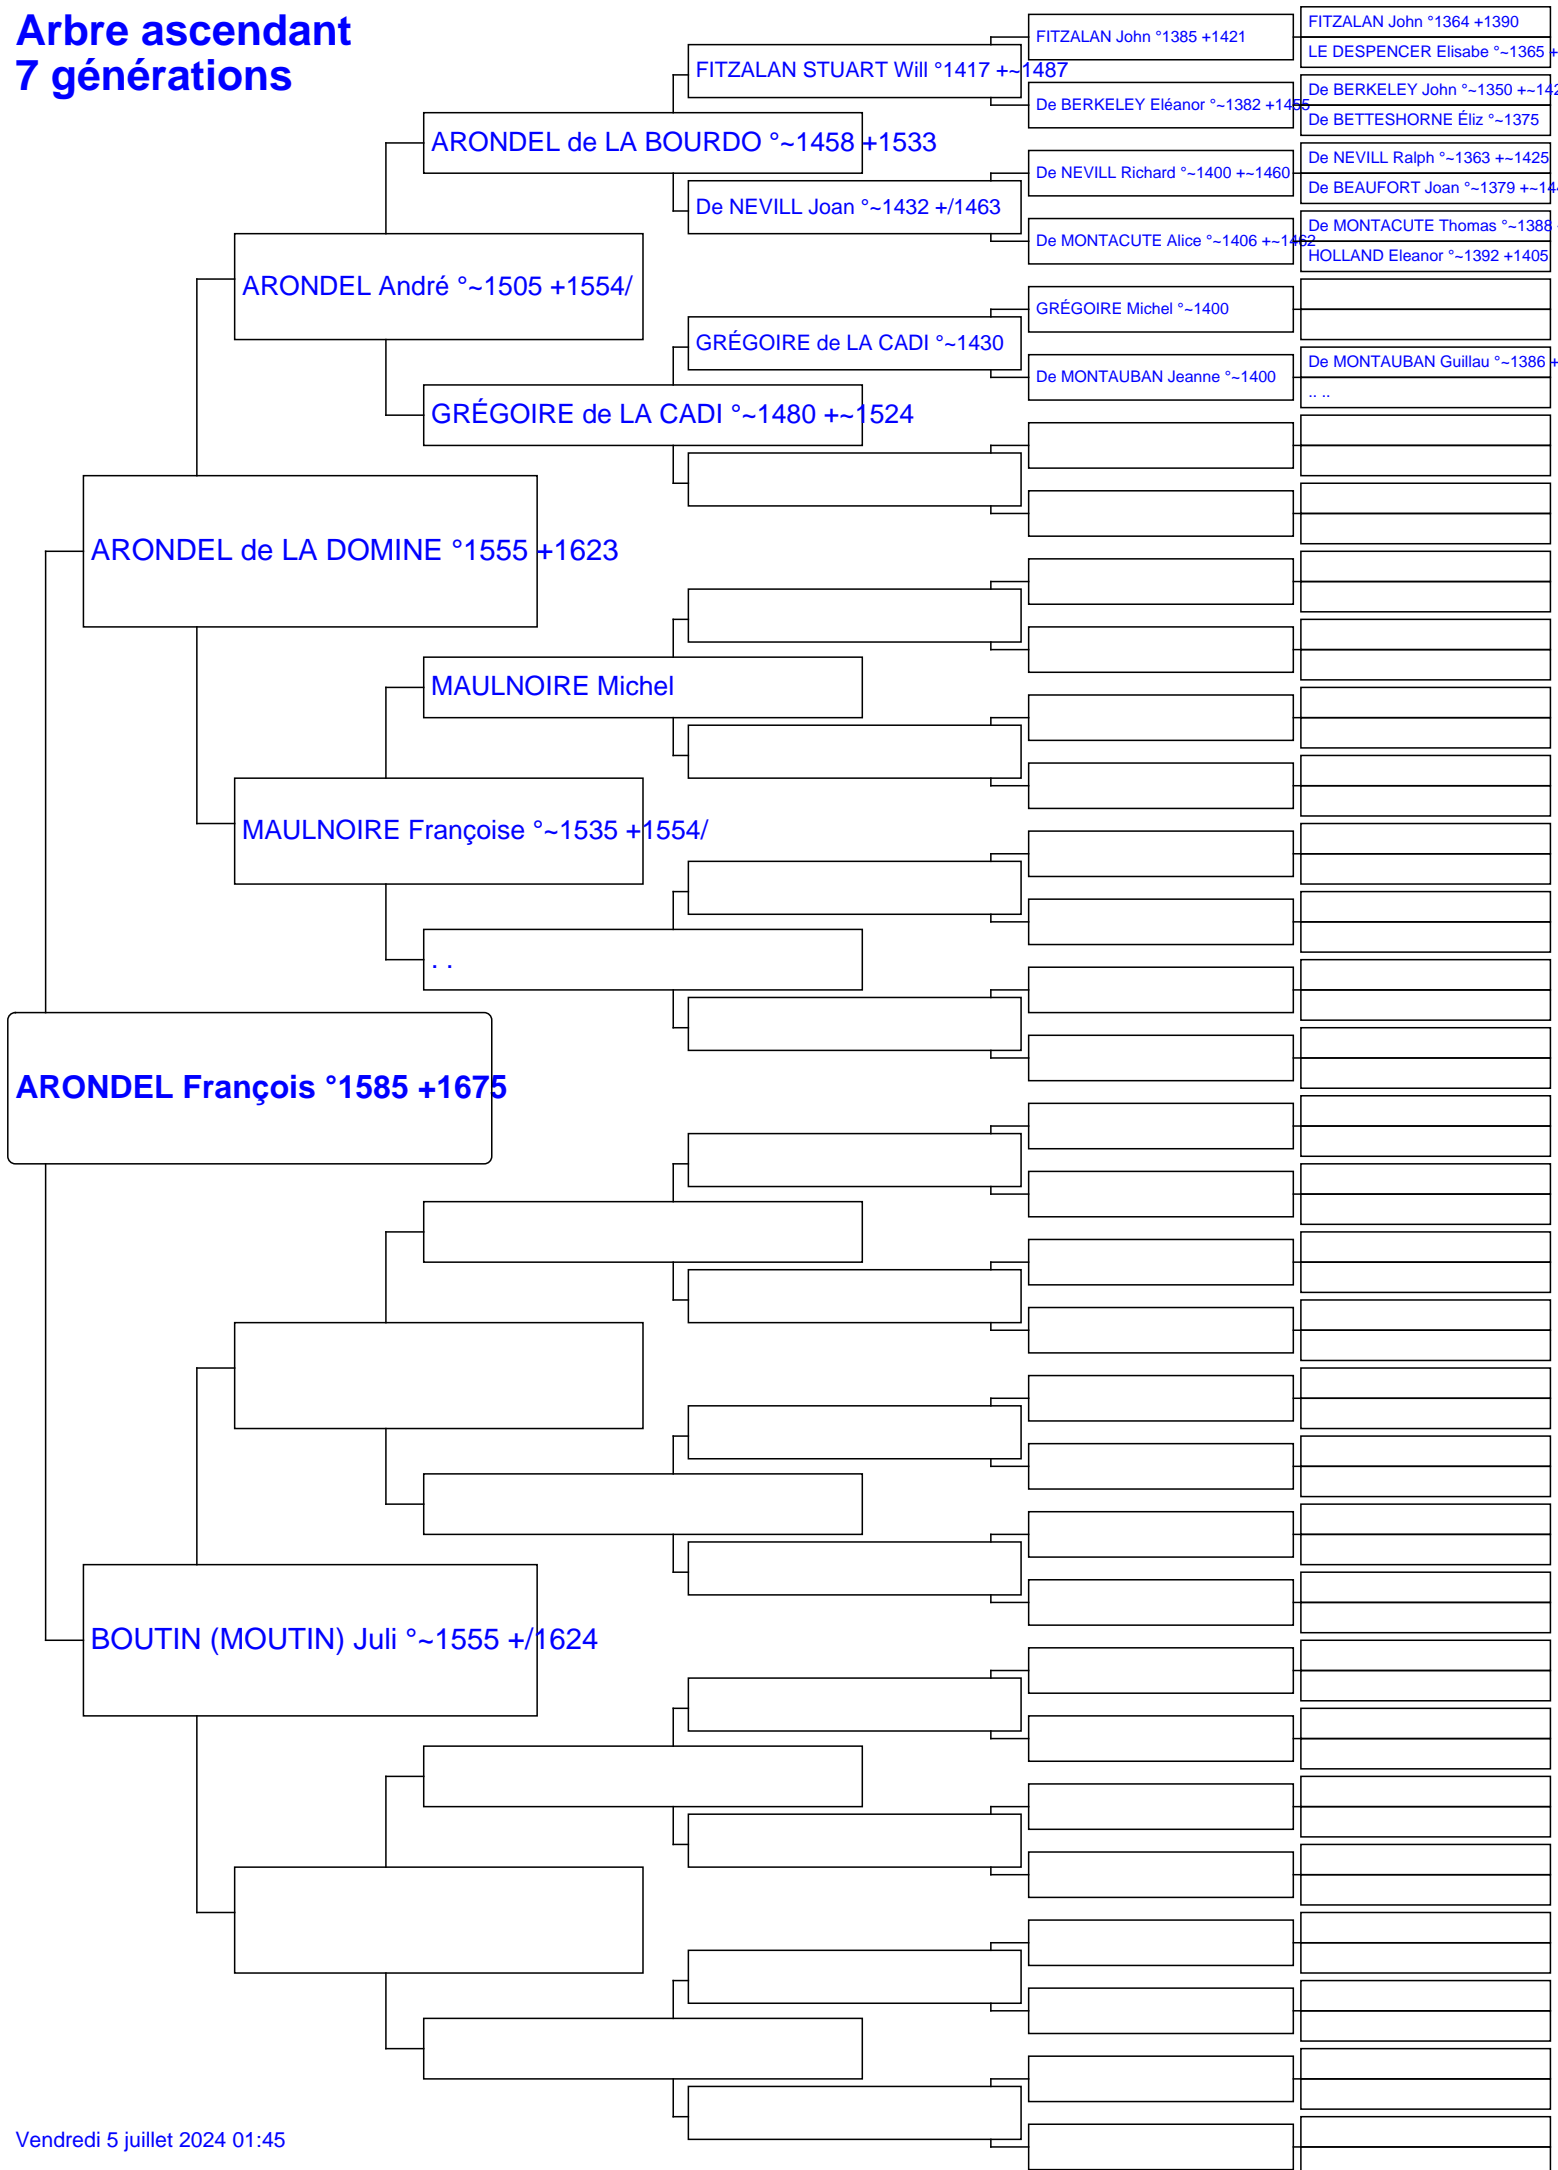 Arbre ascendant
7 générations
FITZALAN John °1364 +1390
FITZALAN John °1385 +1421
LE DESPENCER Elisabe °~1365 +
FITZALAN STUART Will °1417 +~1487
De BERKELEY John °~1350 +~142
De BERKELEY Eléanor °~1382 +1455
De BETTESHORNE Éliz °~1375
ARONDEL de LA BOURDO °~1458 +1533
De NEVILL Ralph °~1363 +~1425
De NEVILL Richard °~1400 +~1460
De BEAUFORT Joan °~1379 +~144
De NEVILL Joan °~1432 +/1463
De MONTACUTE Thomas °~1388 +
De MONTACUTE Alice °~1406 +~1462
HOLLAND Eleanor °~1392 +1405
ARONDEL André °~1505 +1554/
GRÉGOIRE Michel °~1400
GRÉGOIRE de LA CADI °~1430
De MONTAUBAN Guillau °~1386 +
De MONTAUBAN Jeanne °~1400
.. ..
GRÉGOIRE de LA CADI °~1480 +~1524
ARONDEL de LA DOMINE °1555 +1623
MAULNOIRE Michel
MAULNOIRE Françoise °~1535 +1554/
. .
ARONDEL François °1585 +1675
BOUTIN (MOUTIN) Juli °~1555 +/1624
Vendredi 5 juillet 2024 01:45